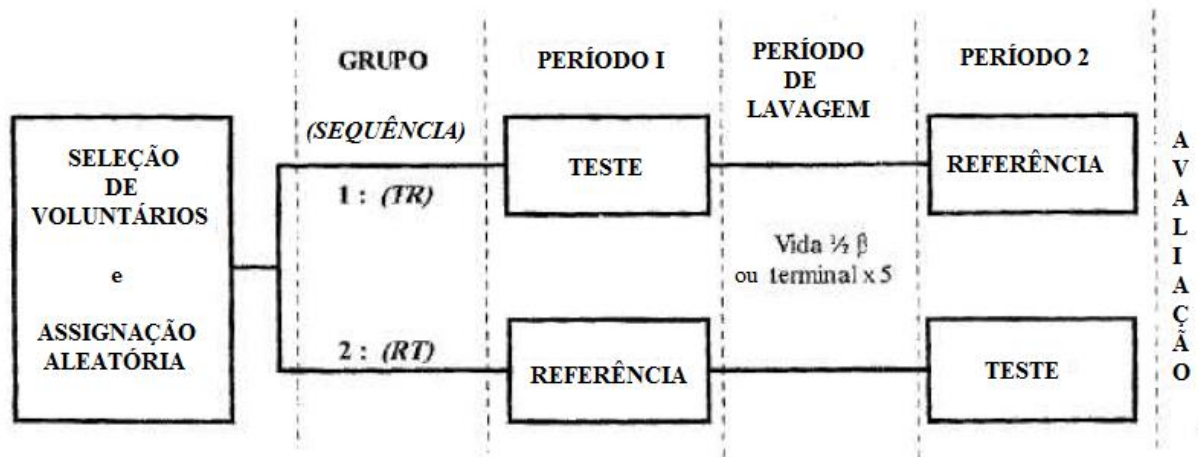 GRUPO
(SEQUÊNCIA)
1 : (TR)
2 : (RT)
SELEÇÃO
DE
VOLUNTÁRIOS
e
ASSIGNAÇÃO
ALEATÓRIA
PERÍODO I
TESTE
REFERÊNCIA
PERÍODO
DE
LAVAGEM
Vida ½ β
ou terminal x 5
PERÍODO 2
REFERÊNCIA
TESTE
A
V
A
L
I
A
Ç
Ã
O